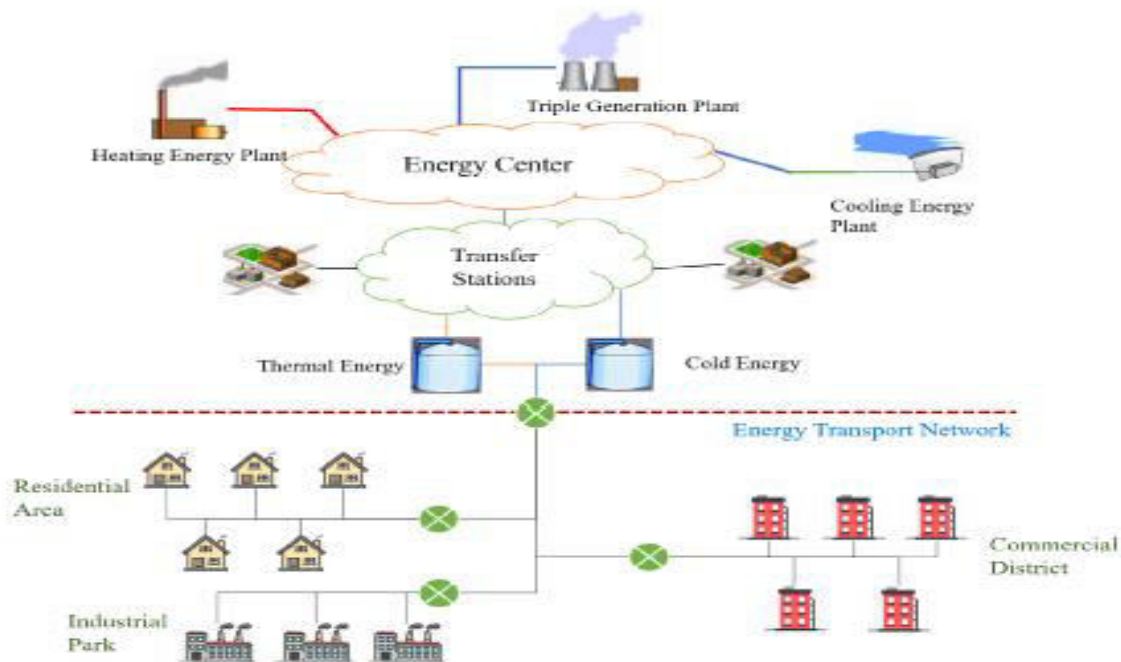 Triple Generation Plant
Heating Energy Plant
Energy Center
Cooling Energy
Plant
Transfer
Stations
Thermal Energy
Cold Energy
Energy Transport Network
Residential
Area
Commercial
District
Industrial
Park